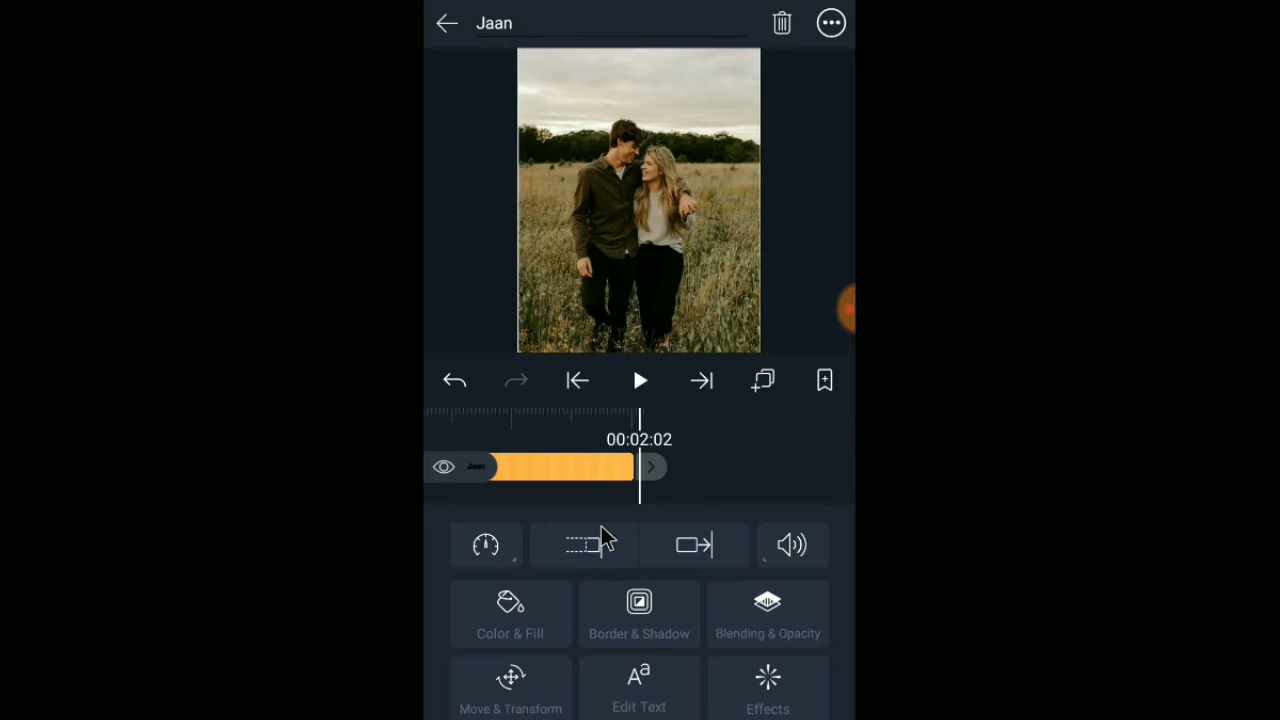 Jaan
00:02:02
Jaan
Color & Fill
Border & Shadow
Blending & Opacity
Move & Transform
Edit Text
Effects